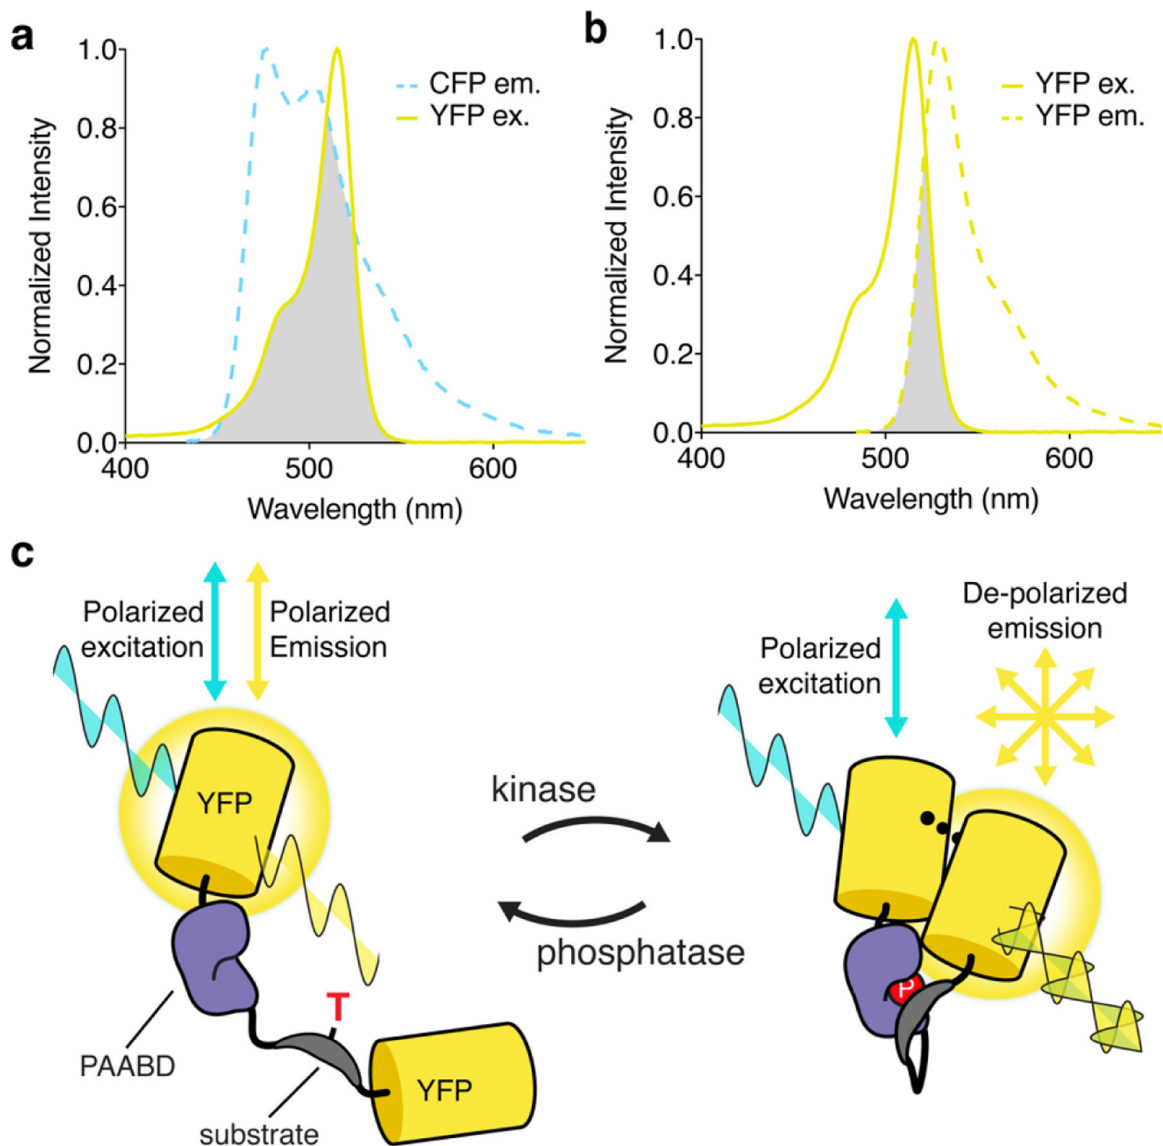 a
1.0
0.8
0.6
0.4
0.2
0.0
400
500
600
Normalized Intensity
Wavelength (nm)
CFP em.
YFP ex.
b
1.0
0.8
0.6
0.4
0.2
0.0
400
500
600
Normalized Intensity
Wavelength (nm)
YFP ex.
YFP em.
c
Polarized
excitation
Polarized
Emission
YFP
T
PAABD
substrate
YFP
kinase
phosphatase
Polarized
excitation
De-polarized
emission
P